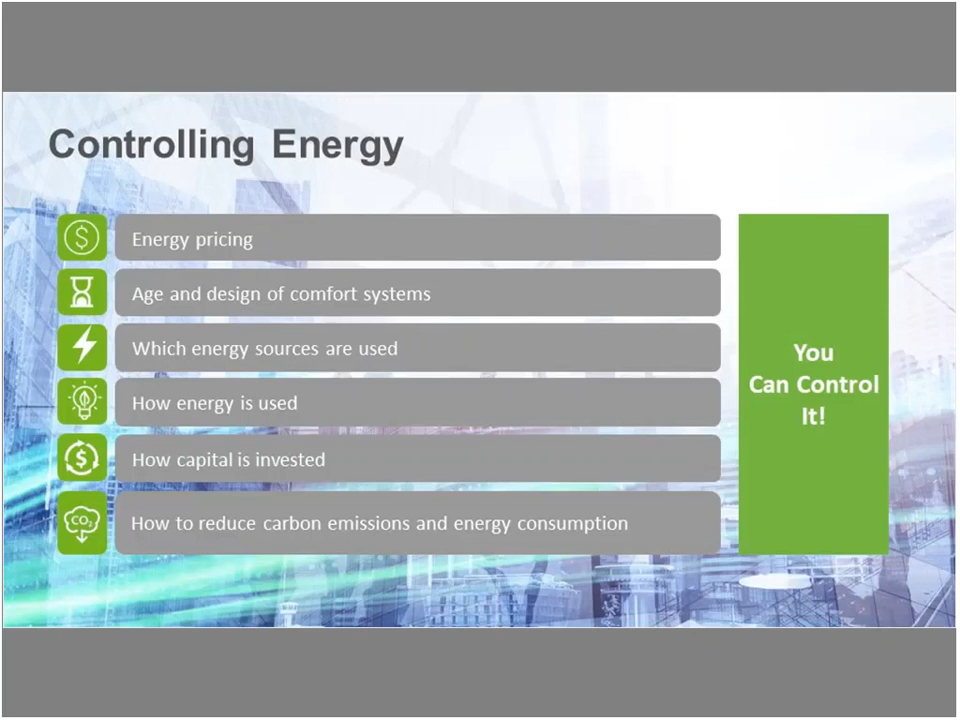 Controlling Energy
$
Energy pricing
Age and design of comfort systems
Which energy sources are used
How energy is used
$
How capital is invested
CO₂
How to reduce carbon emissions and energy consumption
You
Can Control
It!